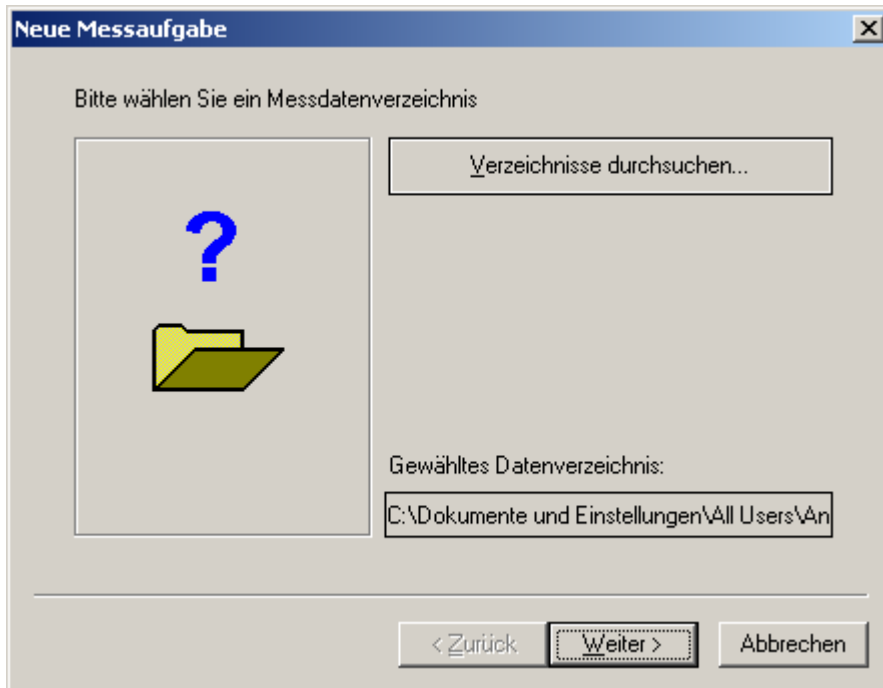 Neue Messaufgabe
Bitte wählen Sie ein Messdatenverzeichnis
Verzeichnisse durchsuchen...
?
Gewähltes Datenverzeichnis:
C:\Dokumente und Einstellungen\All Users\An
< Zurück
Weiter >
Abbrechen